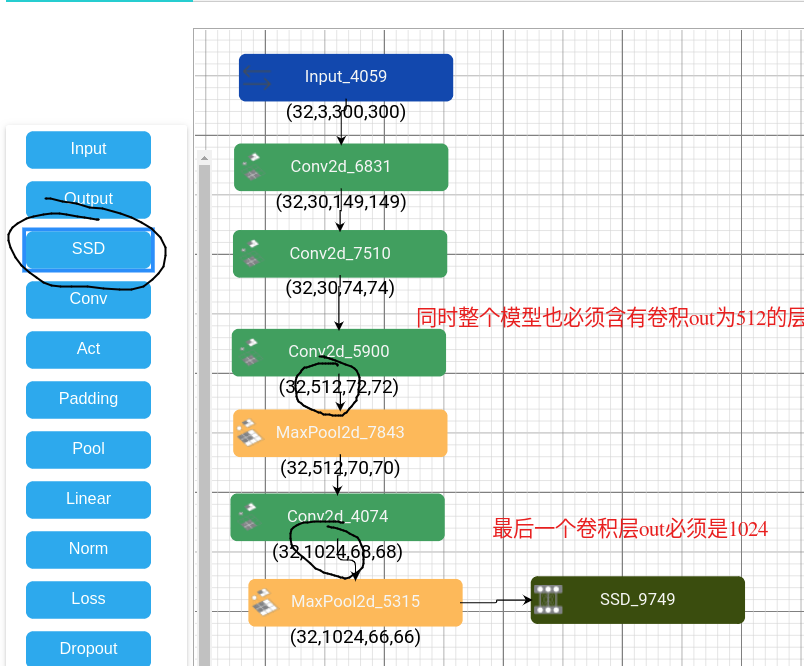 Input
Output
SSD
Conv
Act
Padding
Pool
Linear
Norm
Loss
Dropout
Input_4059
(32,3,300,300)
Conv2d_6831
(32,30,149,149)
Conv2d_7510
(32,30,74,74)
同时整个模型也必须含有卷积out为512的层
Conv2d_5900
(32,512,72,72)
MaxPool2d_7843
(32,512,70,70)
Conv2d_4074
最后一个卷积层out必须是1024
(32,1024,68,68)
MaxPool2d_5315
SSD_9749
(32,1024,66,66)